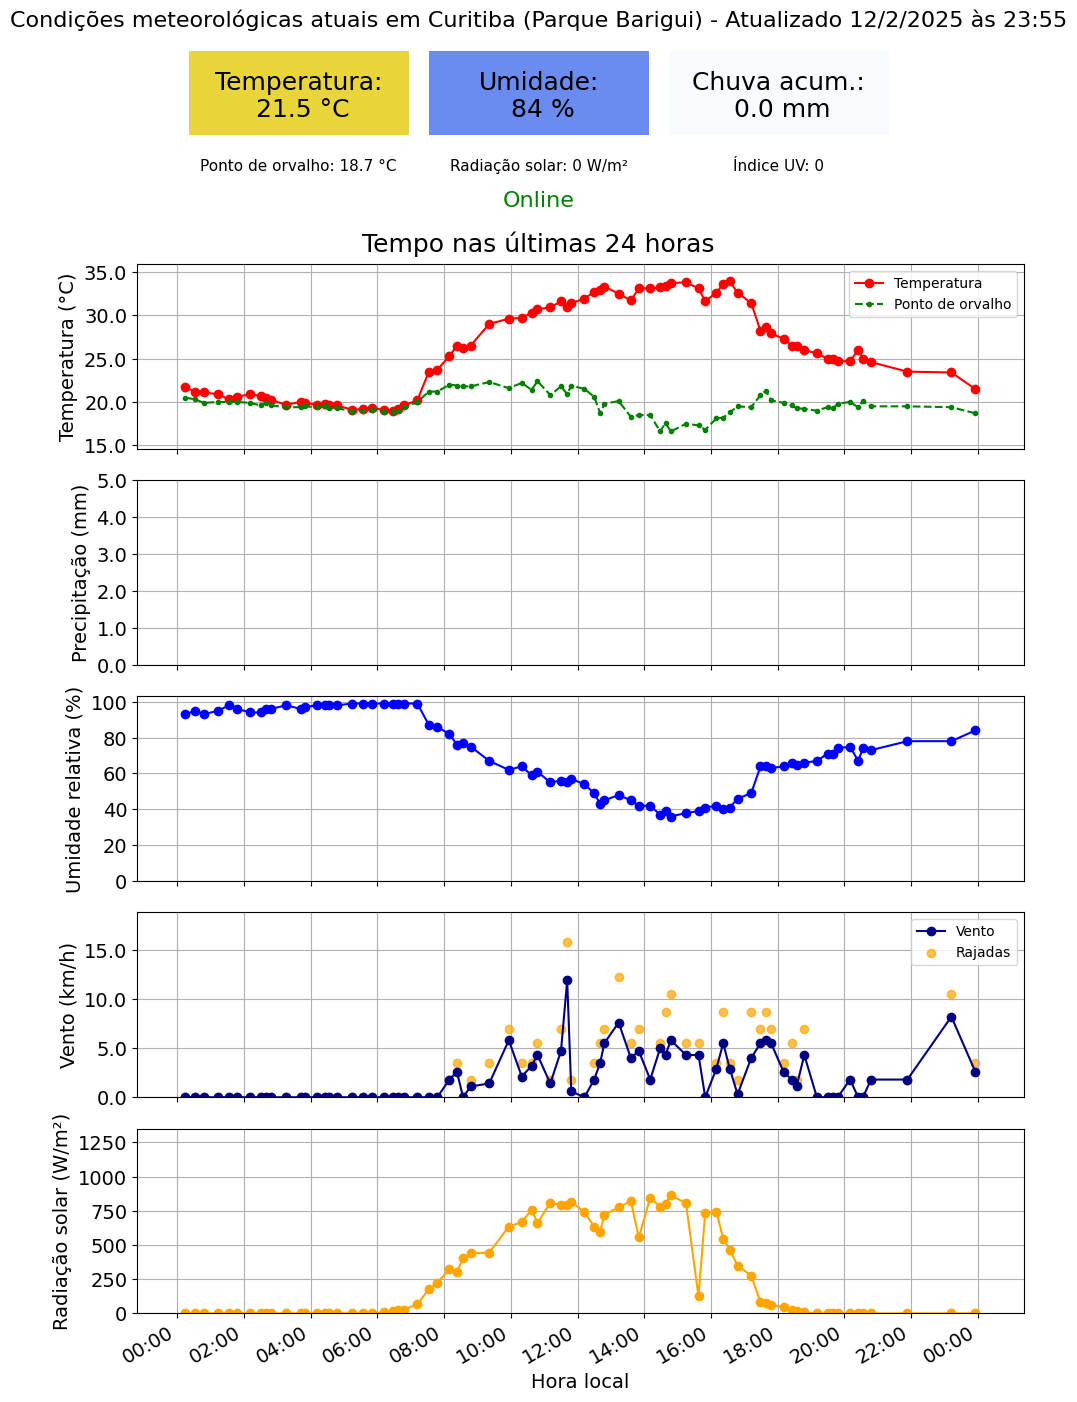 Condições meteorológicas atuais em Curitiba (Parque Barigui) - Atualizado 12/2/2025 às 23:55
Temperatura:
21.5 °C
Umidade:
84 %
Chuva acum.:
0.0 mm
Ponto de orvalho: 18.7 °C
Radiação solar: 0 W/m²
Índice UV: 0
Online
Tempo nas últimas 24 horas
Temperatura (°C)
35.0
30.0
25.0
20.0
15.0
Temperatura
Ponto de orvalho
Precipitação (mm)
5.0
4.0
3.0
2.0
1.0
0.0
Umidade relativa (%)
100
80
60
40
20
0
Vento (km/h)
15.0
10.0
5.0
0.0
Vento
Rajadas
Radiação solar (W/m²)
1250
1000
750
500
250
0
00:00 02:00 04:00 06:00 08:00 10:00 12:00 14:00 16:00 18:00 20:00 22:00 00:00
Hora local